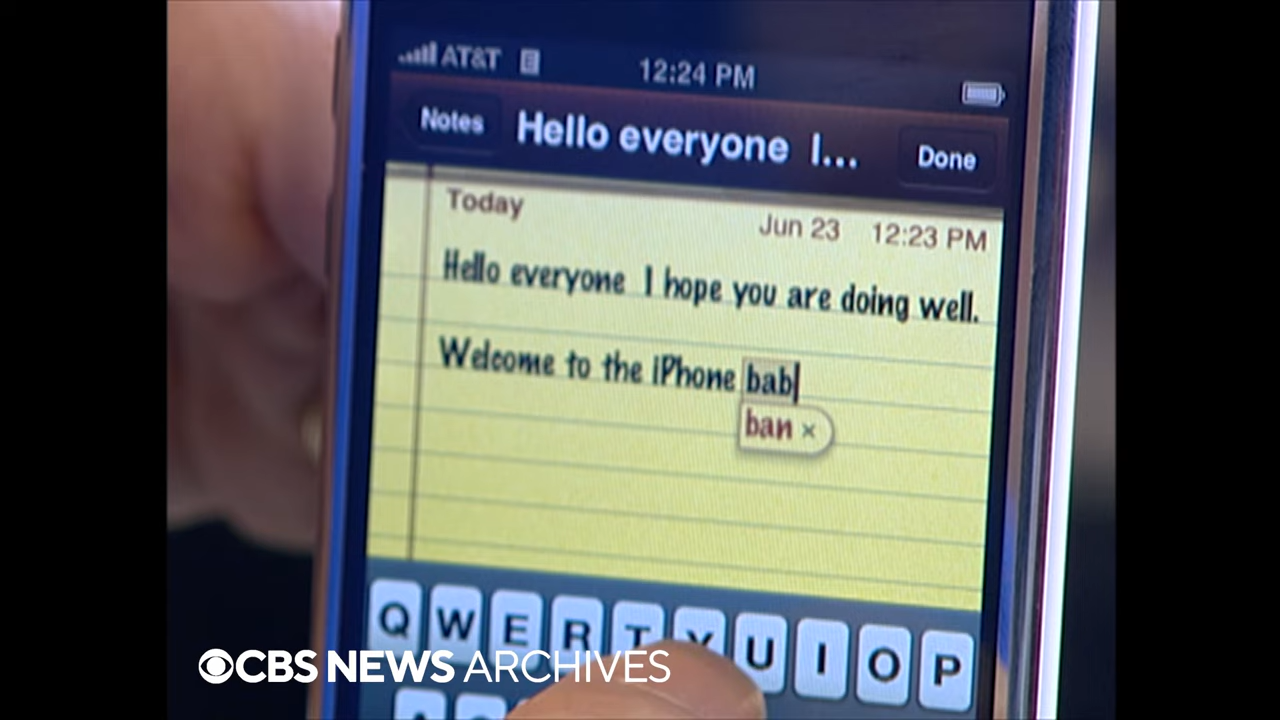 AT&T E 12:24 PM
Notes Hello everyone I... Done
Today Jun 23 12:23 PM
Hello everyone I hope you are doing well.
Welcome to the iPhone bab
ban ×
Q W E R T Y U I O P
CBS NEWS ARCHIVES